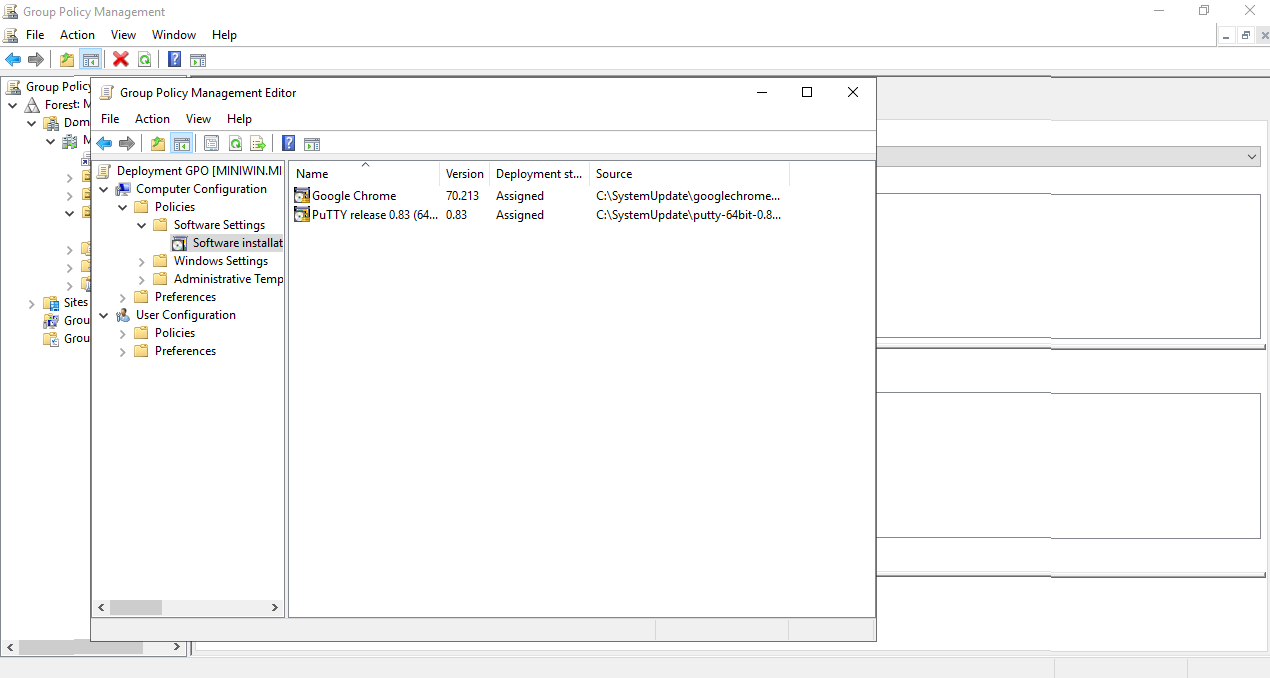 Group Policy Management
File Action View Window Help
Group Policy
Forest: M
Dom
M
Sites
Grou
Grou
Group Policy Management Editor
File Action View Help
Deployment GPO [MINIWIN.MI
Computer Configuration
Policies
Software Settings
Software installat
Windows Settings
Administrative Temp
Preferences
User Configuration
Policies
Preferences
Name Version Deployment st... Source
Google Chrome 70.213 Assigned C:\SystemUpdate\googlechrome...
PuTTY release 0.83 (64... 0.83 Assigned C:\SystemUpdate\putty-64bit-0.8...